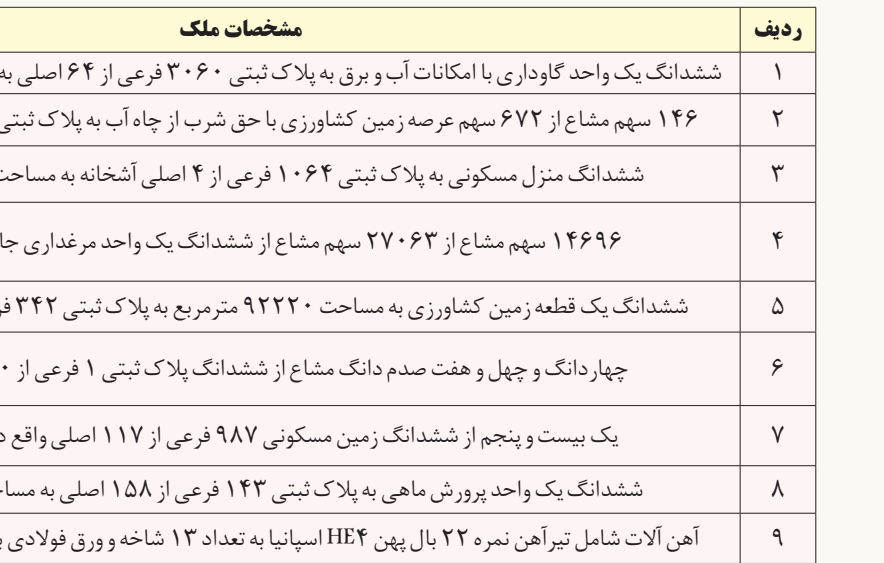 ردیف مشخصات ملک
۱ ششدانگ یک واحد گاوداری با امکانات آب و برق به پلاک ثبتی ۳۰۶۰ فرعی از ۶۴ اصلی به
۲ ۱۴۶ سهم مشاع از ۶۷۲ سهم عرصه زمین کشاورزی با حق شرب از چاه آب به پلاک ثبتی
۳ ششدانگ منزل مسکونی به پلاک ثبتی ۱۰۶۴ فرعی از ۴ اصلی آشخانه به مساحت
۴ ۱۴۶۹۶ سهم مشاع از ۲۷۰۶۳ سهم مشاع از ششدانگ یک واحد مرغداری
۵ ششدانگ یک قطعه زمین کشاورزی به مساحت ۹۲۲۲۰ مترمربع به پلاک ثبتی ۳۴۲
۶ چهاردانگ و چهل و هفت صدم دانگ مشاع از ششدانگ پلاک ثبتی ۱ فرعی از
۷ یک بیست و پنجم از ششدانگ زمین مسکونی ۹۸۷ فرعی از ۱۱۷ اصلی واقع
۸ ششدانگ یک واحد پرورش ماهی به پلاک ثبتی ۱۴۳ فرعی از ۱۵۸ اصلی به
۹ آهن آلات شامل تیرآهن نمره ۲۲ بال پهن HE۴ اسپانیا به تعداد ۱۳ شاخه و ورق فولادی